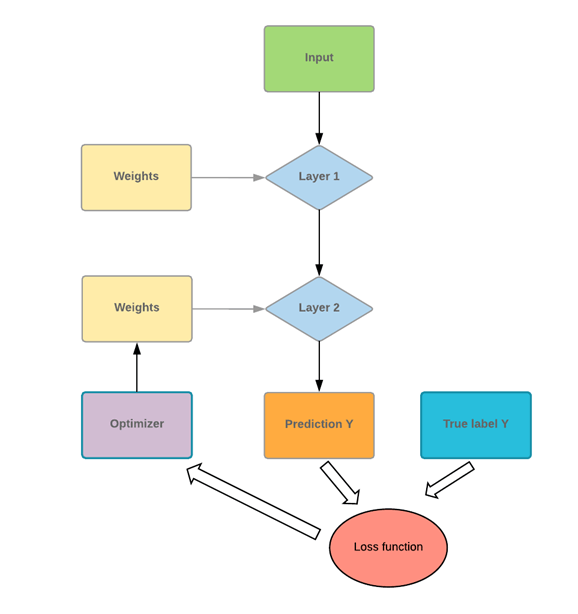 Input
Weights
Layer 1
Weights
Layer 2
Optimizer
Prediction Y
True label Y
Loss function